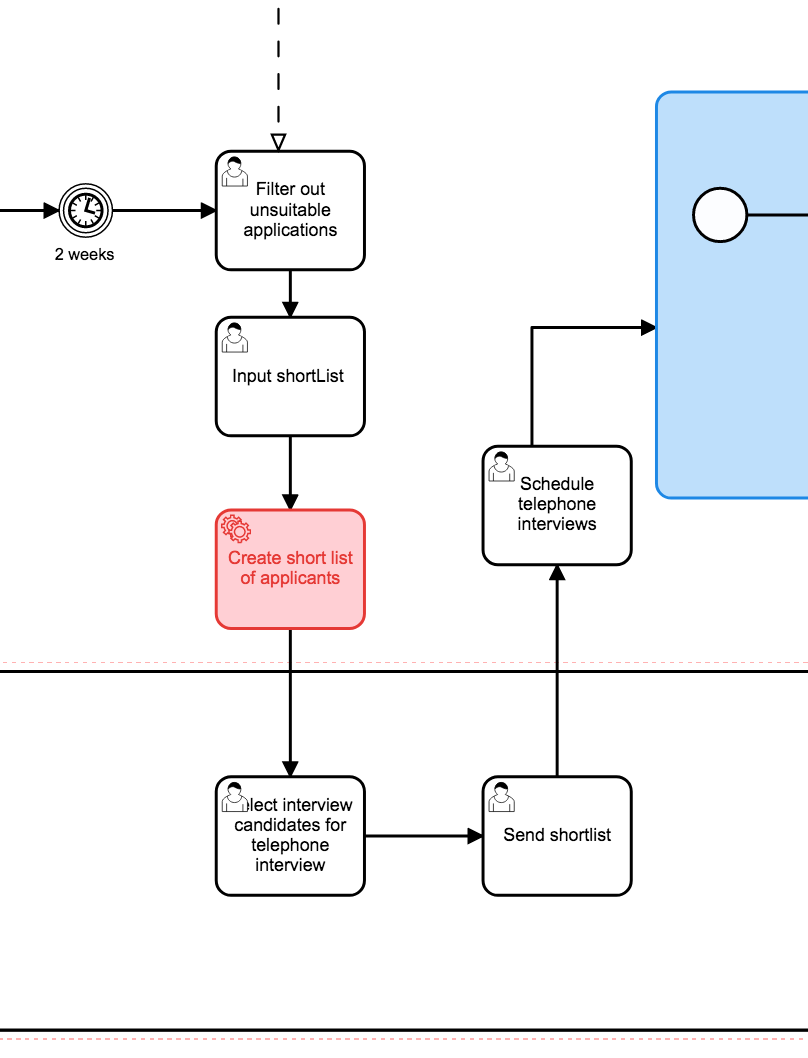 Filter out
unsuitable
applications
2 weeks
Input shortList
Create short list
of applicants
Schedule
telephone
interviews
interview
candidates for
telephone
interview
Send shortlist